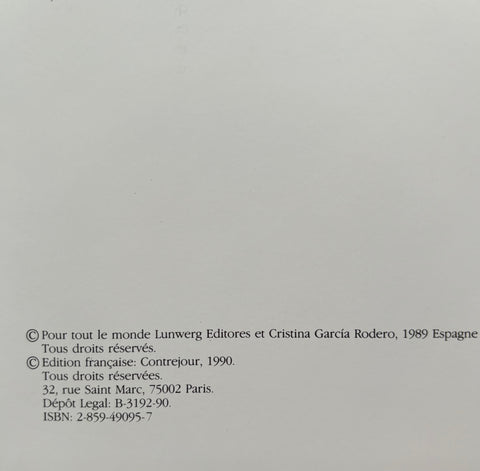 © Pour tout le monde Lunwerg Editores et Cristina García Rodero, 1989 Espagne
Tous droits réservés.
© Edition française: Contrejour, 1990.
Tous droits réservées.
32, rue Saint Marc, 75002 Paris.
Dépôt Legal: B-3192-90.
ISBN: 2-859-49095-7